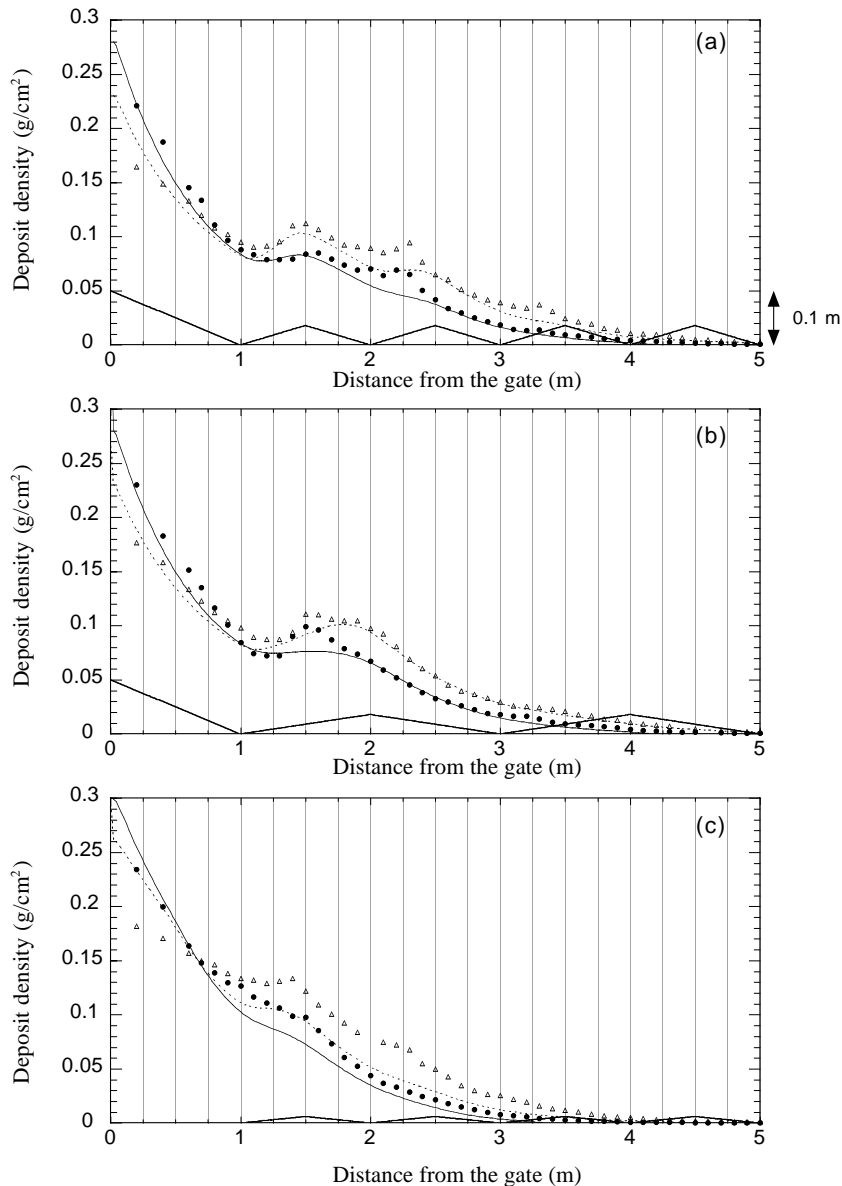 0.3
(a)
0.25
0.2
0.15
0.1
0.05
0
Deposit density (g/cm²)
0.1 m
0 1 2 3 4 5
Distance from the gate (m)
0.3
(b)
0.25
0.2
0.15
0.1
0.05
0
Deposit density (g/cm²)
0 1 2 3 4 5
Distance from the gate (m)
0.3
(c)
0.25
0.2
0.15
0.1
0.05
0
Deposit density (g/cm²)
0 1 2 3 4 5
Distance from the gate (m)